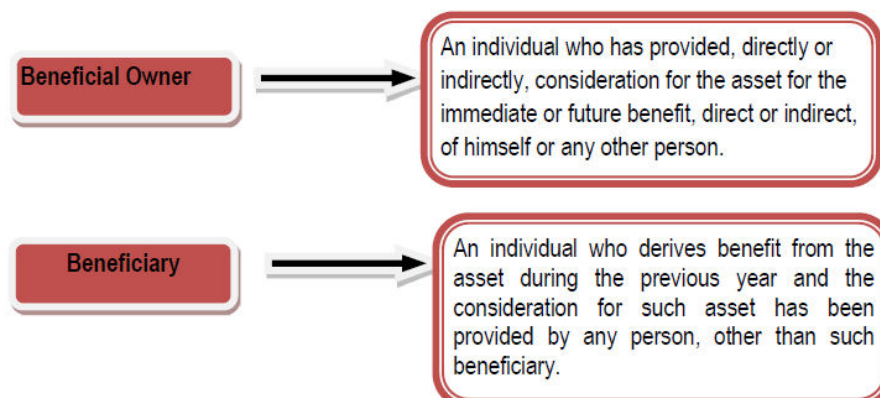 Beneficial Owner
An individual who has provided, directly or
indirectly, consideration for the asset for the
immediate or future benefit, direct or indirect,
of himself or any other person.
Beneficiary
An individual who derives benefit from the
asset during the previous year and the
consideration for such asset has been
provided by any person, other than such
beneficiary.